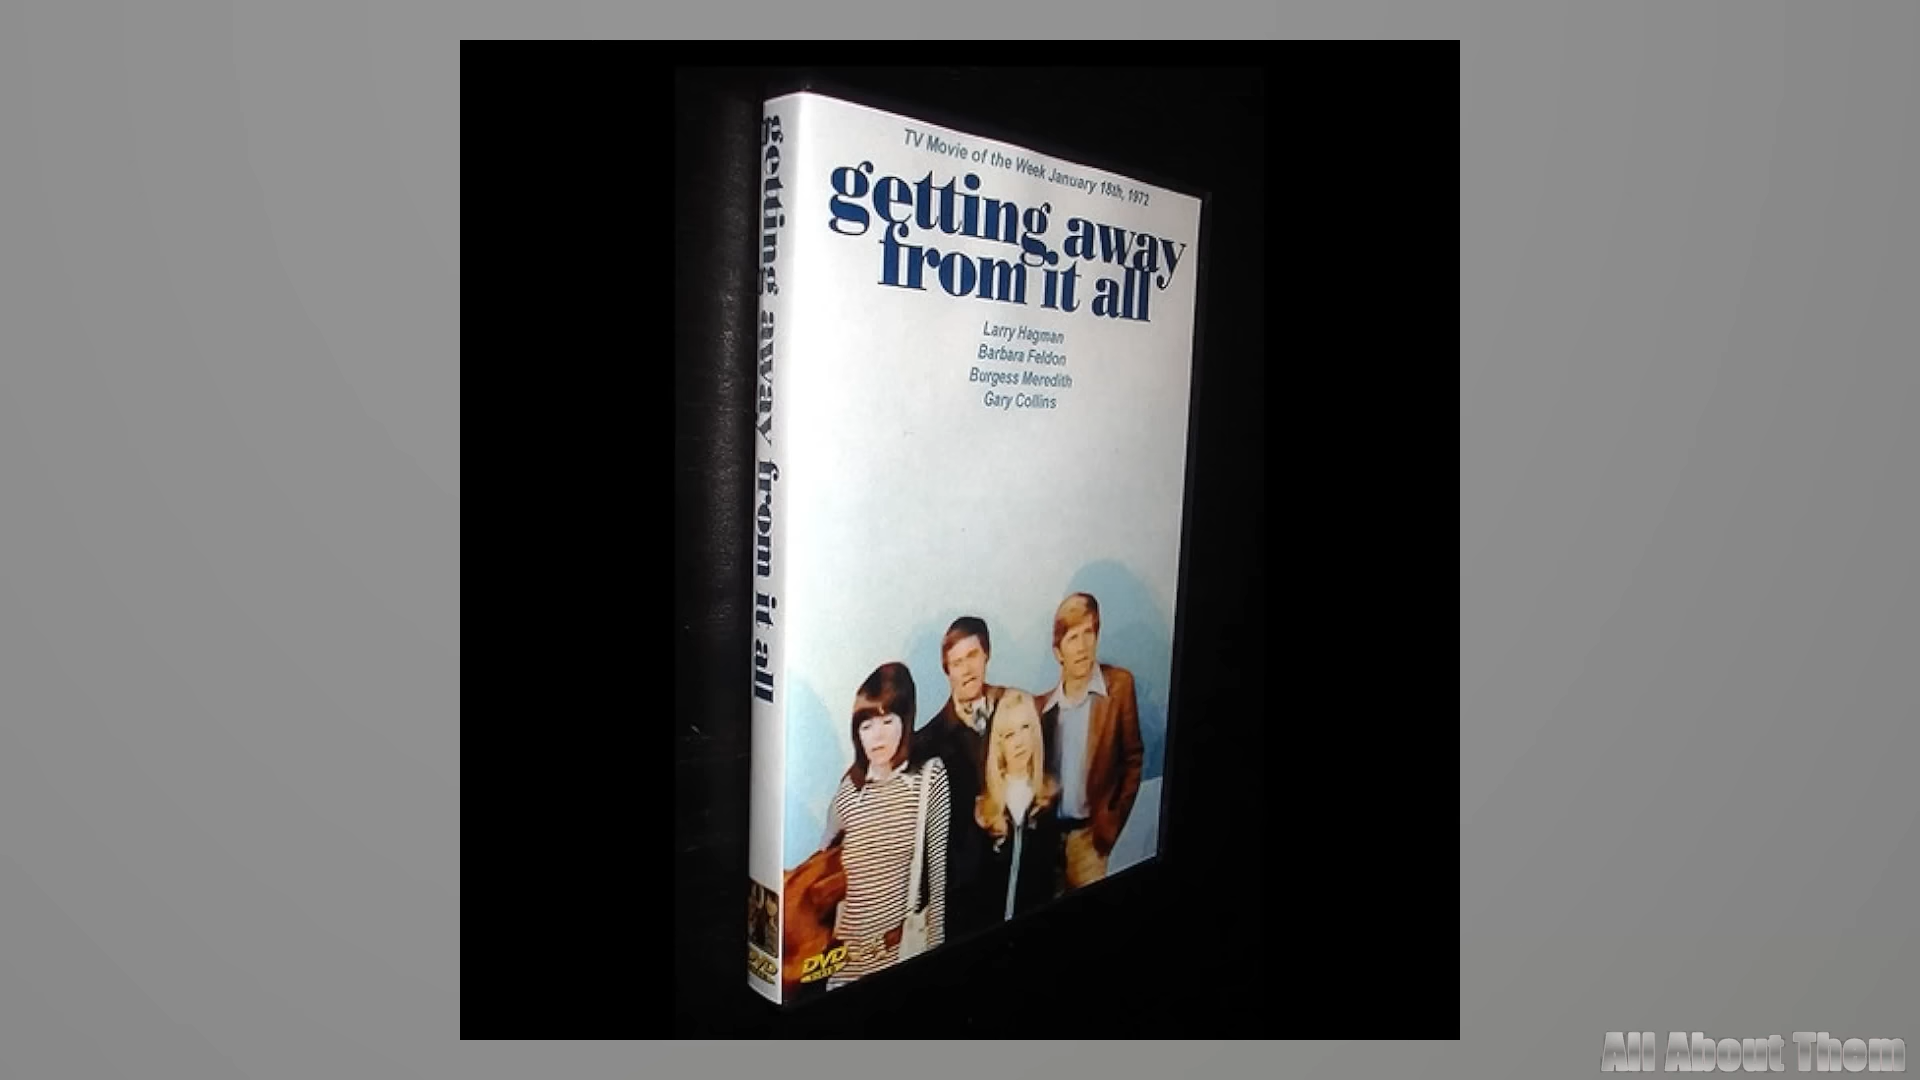 TV Movie of the Week January 18th, 1972
getting away
from it all
Larry Hagman
Barbara Feldon
Burgess Meredith
Gary Collins
getting away from it all
DVD
DVD
All About Them